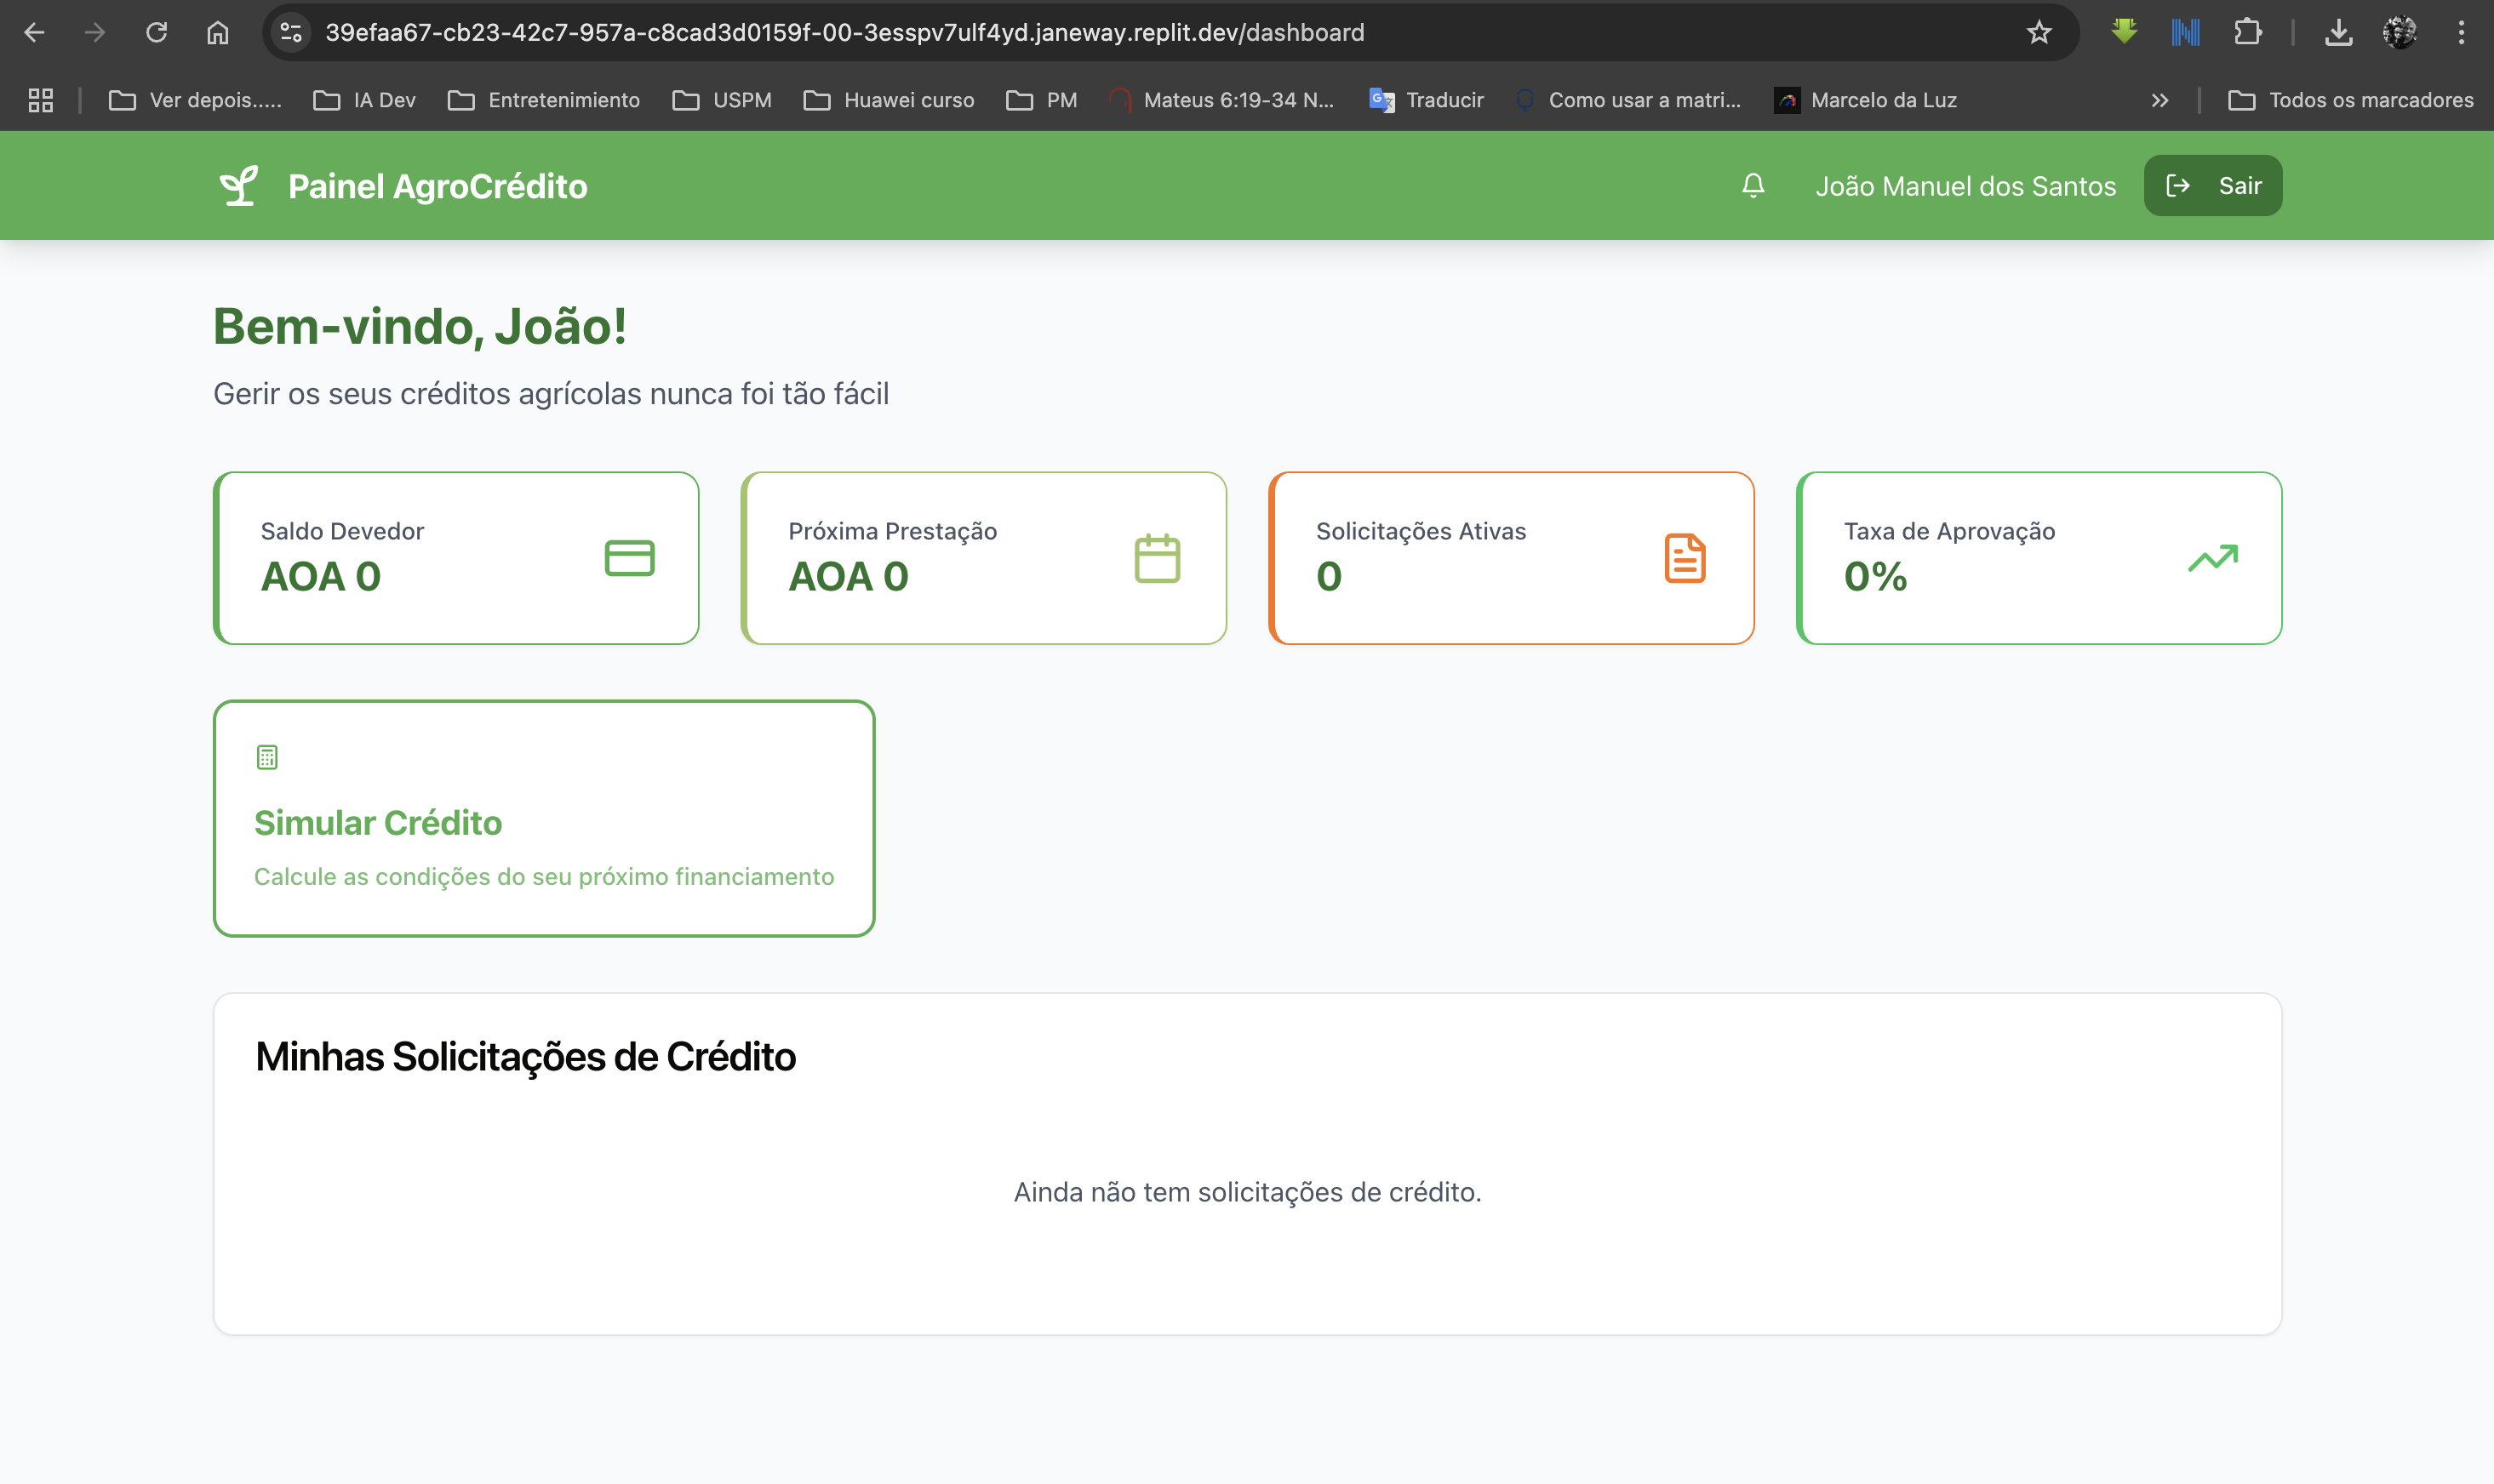 39efaa67-cb23-42c7-957a-c8cad3d0159f-00-3esspv7ulf4yd.janeway.replit.dev/dashboard
Ver depois..... IA Dev Entretenimiento USPM Huawei curso PM Mateus 6:19-34 N... Traducir Como usar a matri... Marcelo da Luz Todos os marcadores
Painel AgroCrédito João Manuel dos Santos Sair
Bem-vindo, João!
Gerir os seus créditos agrícolas nunca foi tão fácil
Saldo Devedor
AOA 0
Próxima Prestação
AOA 0
Solicitações Ativas
0
Taxa de Aprovação
0%
Simular Crédito
Calcule as condições do seu próximo financiamento
Minhas Solicitações de Crédito
Ainda não tem solicitações de crédito.